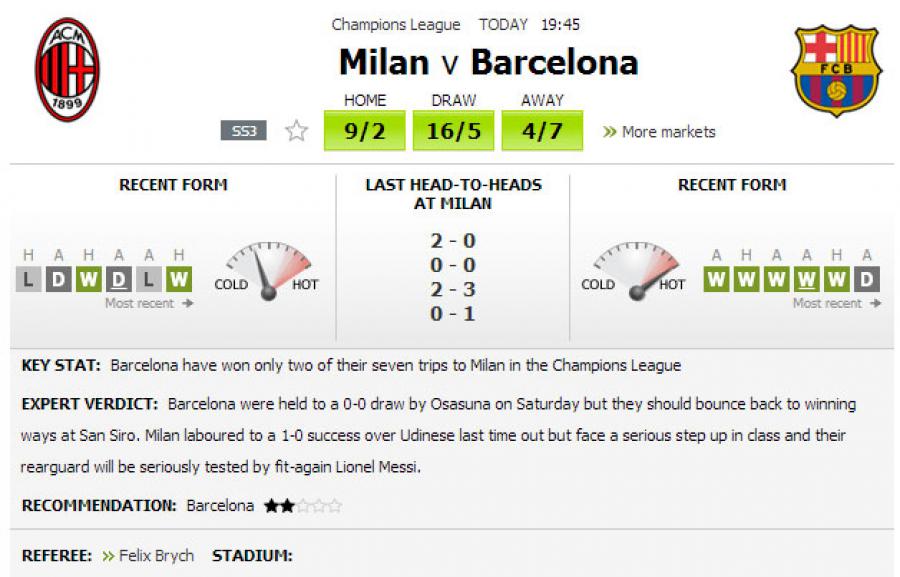 ACM
1899
Champions League TODAY 19:45
Milan v Barcelona
FCB
HOME DRAW AWAY
SS3 9/2 16/5 4/7 » More markets
RECENT FORM
H A H A A H
L D W D L W
Most recent →
COLD HOT
LAST HEAD-TO-HEADS
AT MILAN
2 - 0
0 - 0
2 - 3
0 - 1
RECENT FORM
COLD HOT
A H A A H A
W W W W W D
Most recent →
KEY STAT: Barcelona have won only two of their seven trips to Milan in the Champions League
EXPERT VERDICT: Barcelona were held to a 0-0 draw by Osasuna on Saturday but they should bounce back to winning
ways at San Siro. Milan laboured to a 1-0 success over Udinese last time out but face a serious step up in class and their
rearguard will be seriously tested by fit-again Lionel Messi.
RECOMMENDATION: Barcelona ★★☆☆☆
REFEREE: » Felix Brych STADIUM: